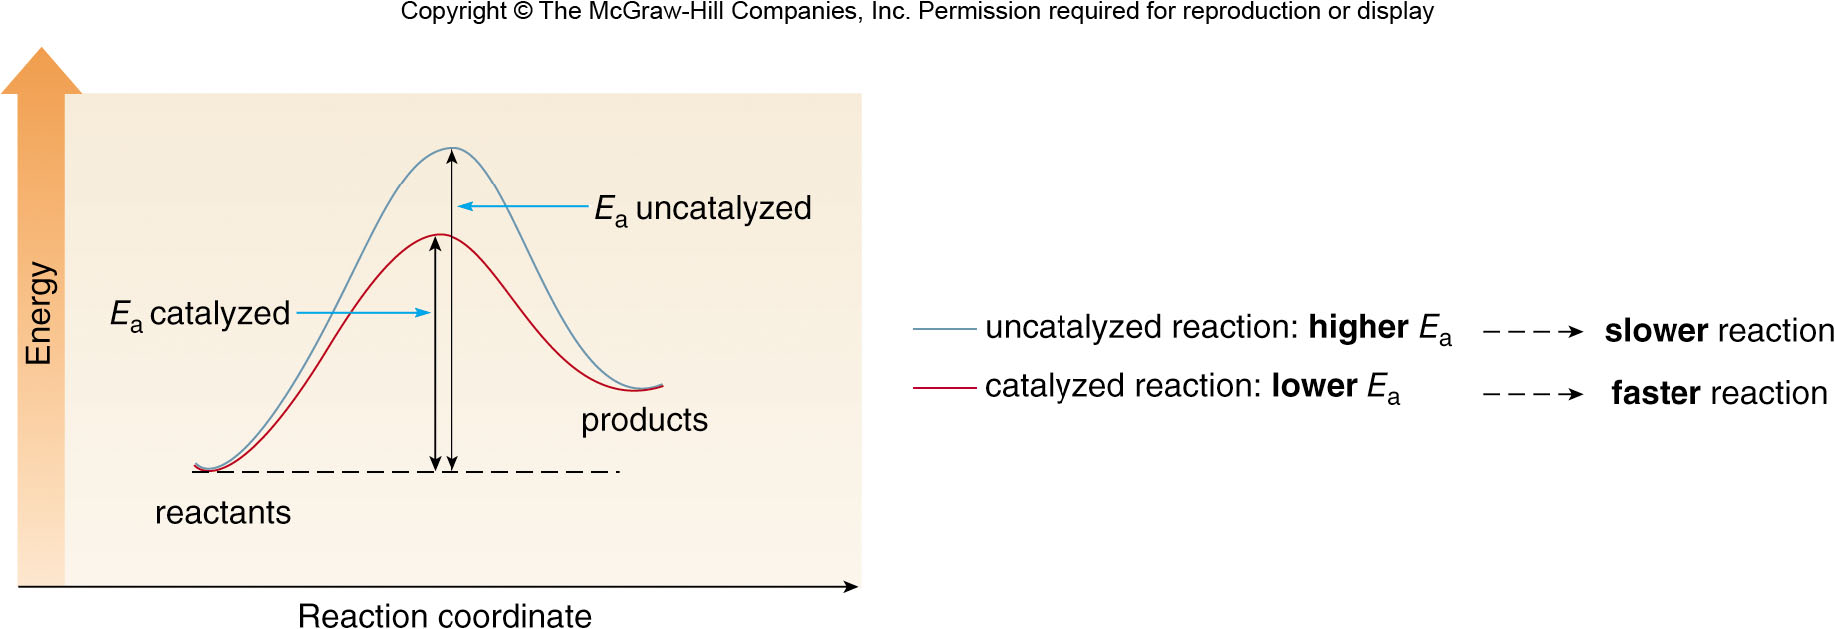 Copyright © The McGraw-Hill Companies, Inc. Permission required for reproduction or display
Energy
Ea uncatalyzed
Ea catalyzed
products
reactants
Reaction coordinate
uncatalyzed reaction: higher Ea slower reaction
catalyzed reaction: lower Ea faster reaction